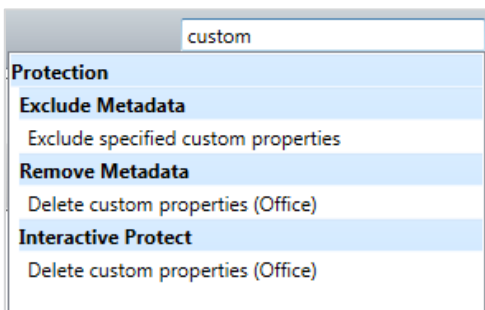 custom
Protection
Exclude Metadata
Exclude specified custom properties
Remove Metadata
Delete custom properties (Office)
Interactive Protect
Delete custom properties (Office)